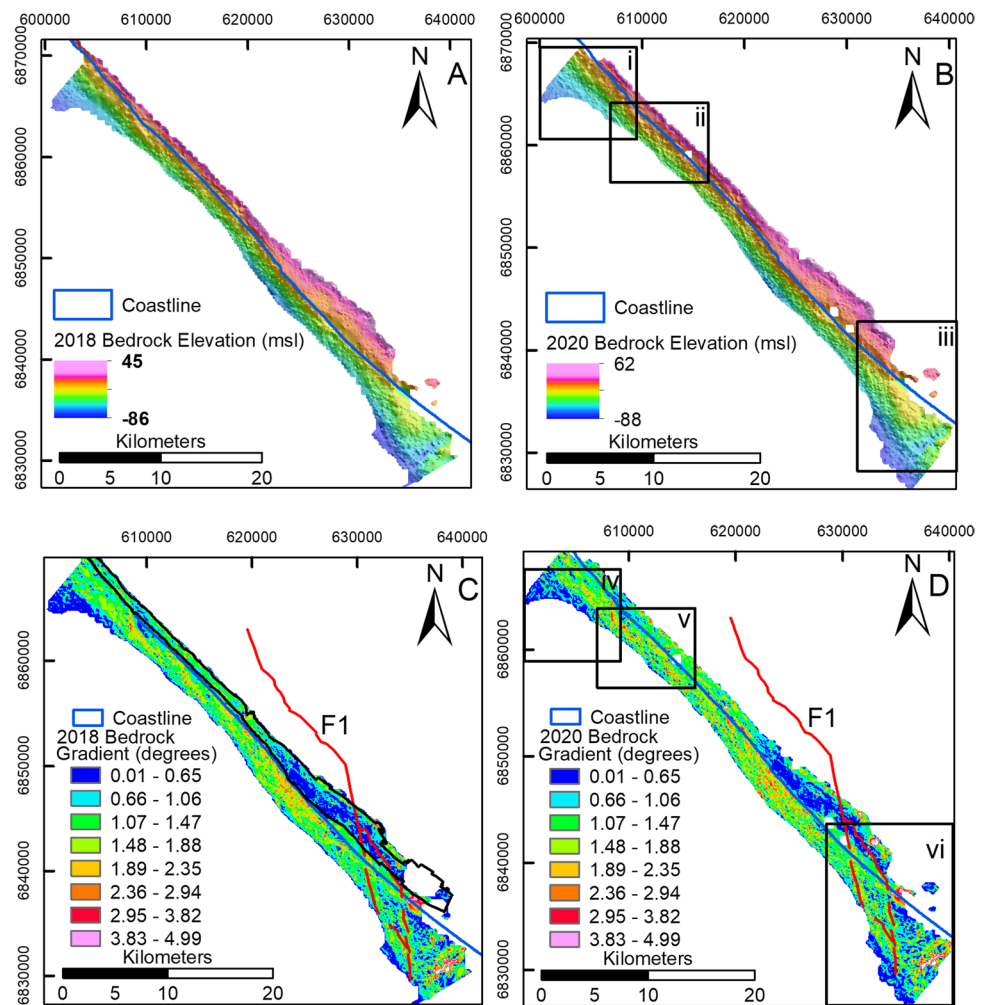 600000 610000 620000 630000 640000
6870000
6860000
6850000
6840000
6830000
N
A
Coastline
2018 Bedrock Elevation (msl)
45
-86
Kilometers
0 5 10 20
600000 610000 620000 630000 640000
6870000
6860000
6850000
6840000
6830000
N
B
i
ii
iii
Coastline
2020 Bedrock Elevation (msl)
62
-88
Kilometers
0 5 10 20
610000 620000 630000 640000
6860000
6850000
6840000
6830000
N
C
F1
Coastline
2018 Bedrock
Gradient (degrees)
0.01 - 0.65
0.66 - 1.06
1.07 - 1.47
1.48 - 1.88
1.89 - 2.35
2.36 - 2.94
2.95 - 3.82
3.83 - 4.99
Kilometers
0 5 10 20
610000 620000 630000 640000
6860000
6850000
6840000
6830000
N
D
iv
v
vi
F1
Coastline
2020 Bedrock
Gradient (degrees)
0.01 - 0.65
0.66 - 1.06
1.07 - 1.47
1.48 - 1.88
1.89 - 2.35
2.36 - 2.94
2.95 - 3.82
3.83 - 4.99
Kilometers
0 5 10 20